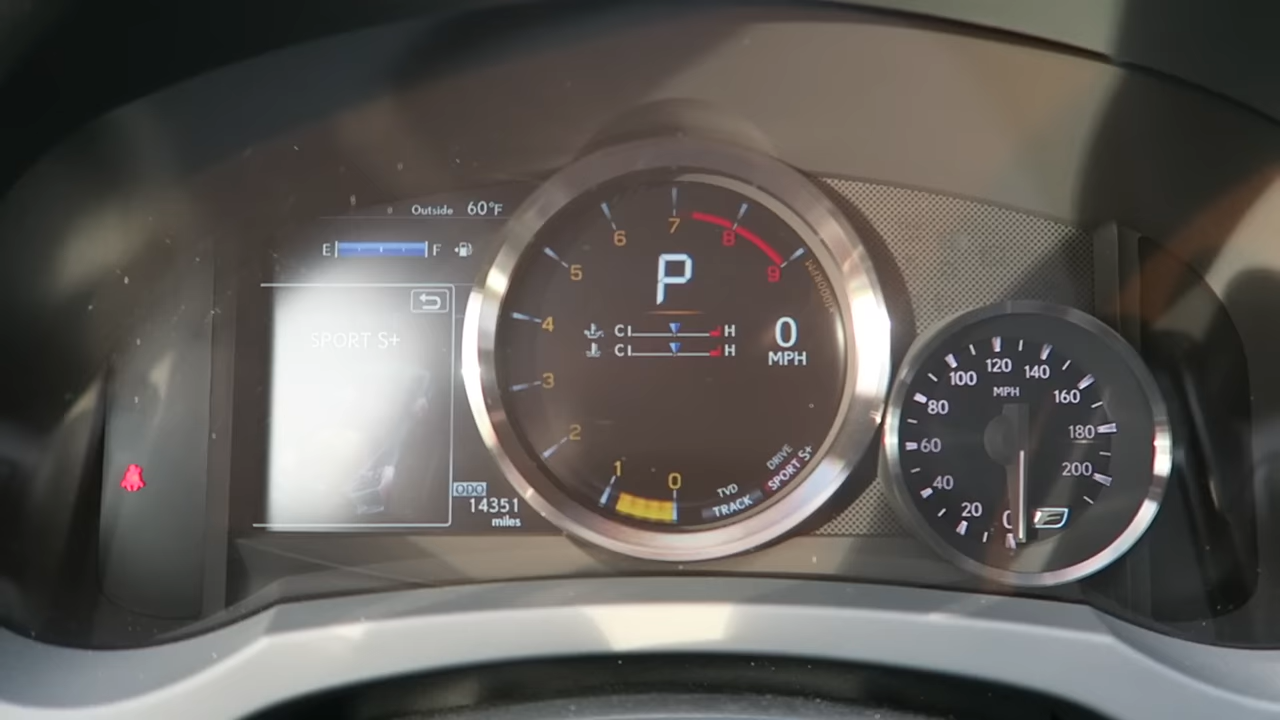 Outside 60°F
E F
SPORT S+
ODO
14351
miles
7
6
8
5
9
1000RPM
P
4
C H
C H
0
MPH
3
2
1
0
DRIVE
SPORT S+
TVD
TRACK
120
100
140
MPH
80
160
60
180
40
200
20
0